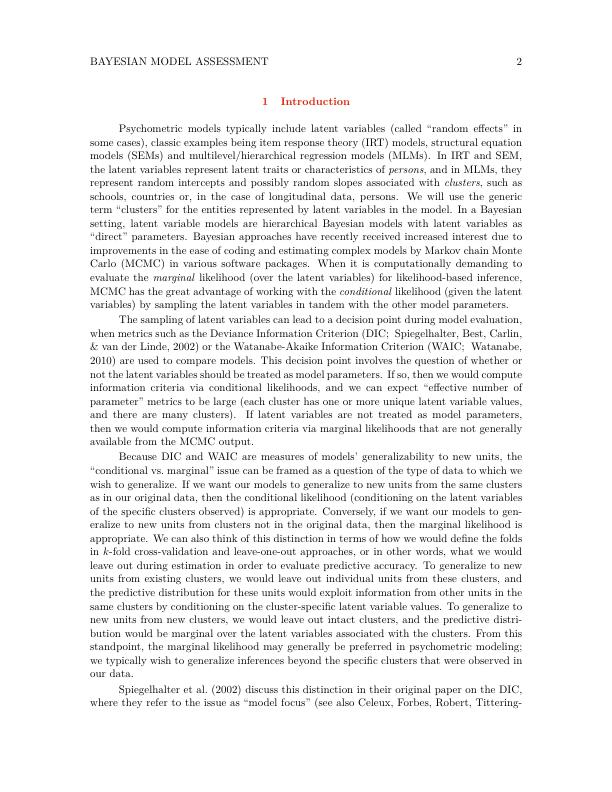 BAYESIAN MODEL ASSESSMENT 2
1 Introduction
Psychometric models typically include latent variables (called “random effects” in
some cases), classic examples being item response theory (IRT) models, structural equation
models (SEMs) and multilevel/hierarchical regression models (MLMs). In IRT and SEM,
the latent variables represent latent traits or characteristics of persons, and in MLMs, they
represent random intercepts and possibly random slopes associated with clusters, such as
schools, countries or, in the case of longitudinal data, persons. We will use the generic
term “clusters” for the entities represented by latent variables in the model. In a Bayesian
setting, latent variable models are hierarchical Bayesian models with latent variables as
“direct” parameters. Bayesian approaches have recently received increased interest due to
improvements in the ease of coding and estimating complex models by Markov chain Monte
Carlo (MCMC) in various software packages. When it is computationally demanding to
evaluate the marginal likelihood (over the latent variables) for likelihood-based inference,
MCMC has the great advantage of working with the conditional likelihood (given the latent
variables) by sampling the latent variables in tandem with the other model parameters.
The sampling of latent variables can lead to a decision point during model evaluation,
when metrics such as the Deviance Information Criterion (DIC; Spiegelhalter, Best, Carlin,
& van der Linde, 2002) or the Watanabe-Akaike Information Criterion (WAIC; Watanabe,
2010) are used to compare models. This decision point involves the question of whether or
not the latent variables should be treated as model parameters. If so, then we would compute
information criteria via conditional likelihoods, and we can expect “effective number of
parameter” metrics to be large (each cluster has one or more unique latent variable values,
and there are many clusters). If latent variables are not treated as model parameters,
then we would compute information criteria via marginal likelihoods that are not generally
available from the MCMC output.
Because DIC and WAIC are measures of models’ generalizability to new units, the
“conditional vs. marginal” issue can be framed as a question of the type of data to which we
wish to generalize. If we want our models to generalize to new units from the same clusters
as in our original data, then the conditional likelihood (conditioning on the latent variables
of the specific clusters observed) is appropriate. Conversely, if we want our models to gen-
eralize to new units from clusters not in the original data, then the marginal likelihood is
appropriate. We can also think of this distinction in terms of how we would define the folds
in k-fold cross-validation and leave-one-out approaches, or in other words, what we would
leave out during estimation in order to evaluate predictive accuracy. To generalize to new
units from existing clusters, we would leave out individual units from these clusters, and
the predictive distribution for these units would exploit information from other units in the
same clusters by conditioning on the cluster-specific latent variable values. To generalize to
new units from new clusters, we would leave out intact clusters, and the predictive distri-
bution would be marginal over the latent variables associated with the clusters. From this
standpoint, the marginal likelihood may generally be preferred in psychometric modeling;
we typically wish to generalize inferences beyond the specific clusters that were observed in
our data.
Spiegelhalter et al. (2002) discuss this distinction in their original paper on the DIC,
where they refer to the issue as “model focus” (see also Celeux, Forbes, Robert, Tittering-